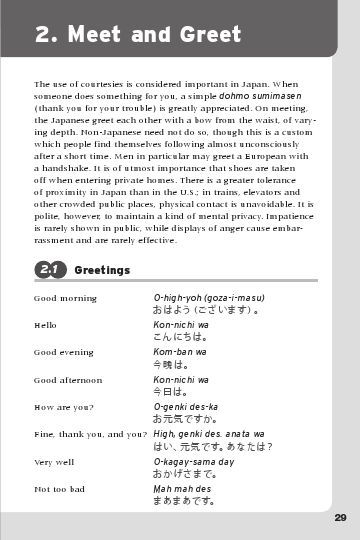 2. Meet and Greet
The use of courtesies is considered important in Japan. When
someone does something for you, a simple dohmo sumimasen
(thank you for your trouble) is greatly appreciated. On meeting,
the Japanese greet each other with a bow from the waist, of vary-
ing depth. Non-Japanese need not do so, though this is a custom
which people find themselves following almost unconsciously
after a short time. Men in particular may greet a European with
a handshake. It is of utmost importance that shoes are taken
off when entering private homes. There is a greater tolerance
of proximity in Japan than in the U.S.; in trains, elevators and
other crowded public places, physical contact is unavoidable. It is
polite, however, to maintain a kind of mental privacy. Impatience
is rarely shown in public, while displays of anger cause embar-
rassment and are rarely effective.
2.1 Greetings
Good morning O-high-yoh (goza-i-masu)
おはよう（ございます）。
Hello Kon-nichi wa
こんにちは。
Good evening Kom-ban wa
今晩は。
Good afternoon Kon-nichi wa
今日は。
How are you? O-genki des-ka
お元気ですか。
Fine, thank you, and you? High, genki des. anata wa
はい、元気です。あなたは？
Very well O-kagay-sama day
おかげさまで。
Not too bad Mah mah des
まあまあです。
29